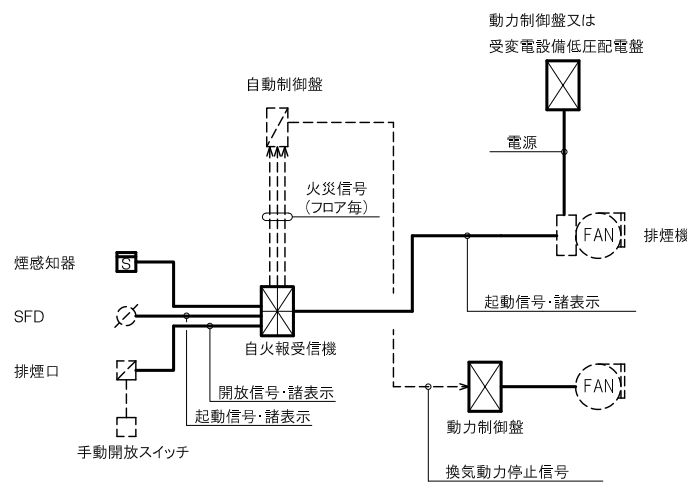 動力制御盤又は
受変電設備低圧配電盤
自動制御盤
電源
火災信号
(フロア毎)
FAN
排煙機
煙感知器
S
起動信号・諸表示
SFD
自火報受信機
排煙口
開放信号・諸表示
FAN
起動信号・諸表示
動力制御盤
手動開放スイッチ
換気動力停止信号